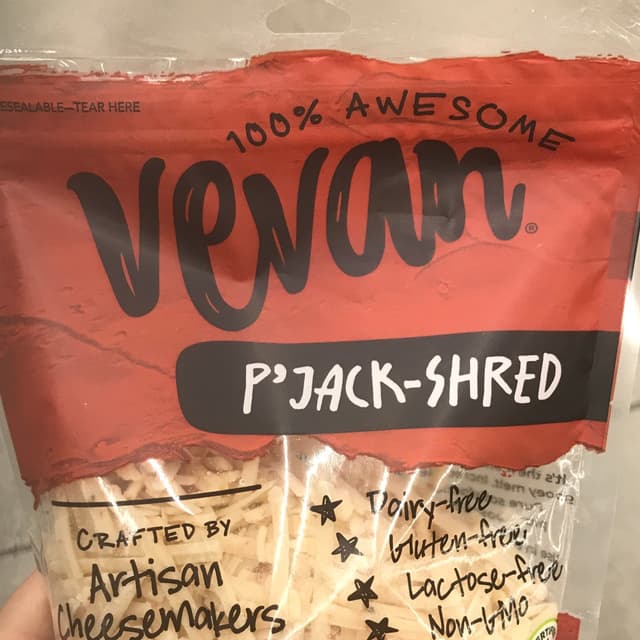 ESEALABLE—TEAR HERE
100% AWESOME
vevan®
P'JACK-SHRED
CRAFTED BY
Artisan
Cheesemakers
Dairy-free
Gluten-free
Lactose-free
Non-GMO